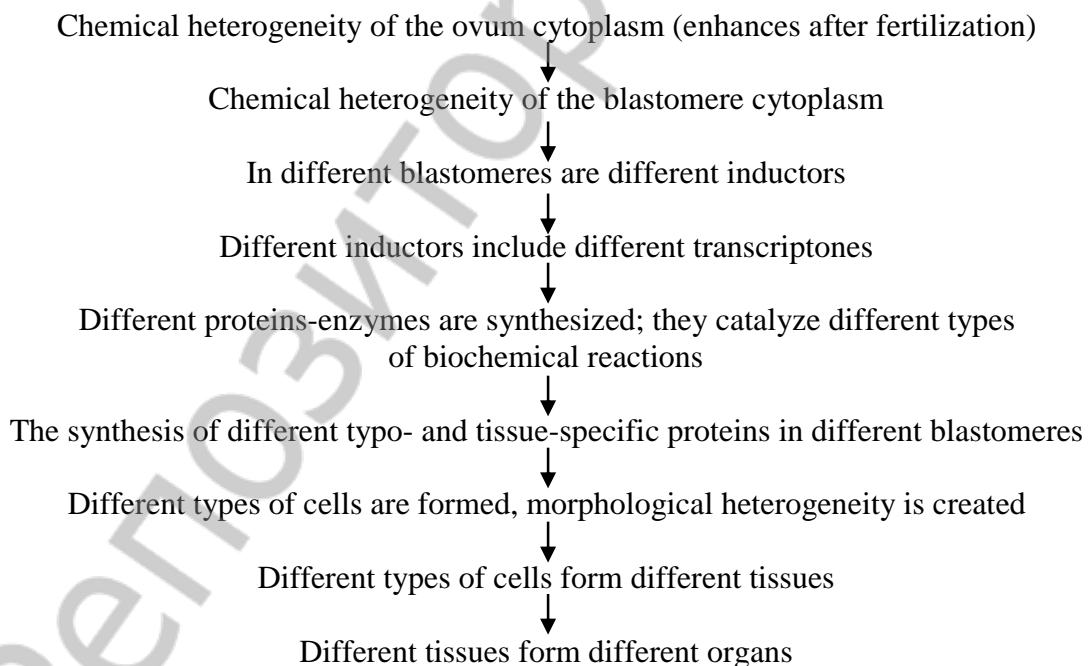 Chemical heterogeneity of the ovum cytoplasm (enhances after fertilization)
Chemical heterogeneity of the blastomere cytoplasm
In different blastomeres are different inductors
Different inductors include different transcriptones
Different proteins-enzymes are synthesized; they catalyze different types
of biochemical reactions
The synthesis of different typo- and tissue-specific proteins in different blastomeres
Different types of cells are formed, morphological heterogeneity is created
Different types of cells form different tissues
Different tissues form different organs
репозитор